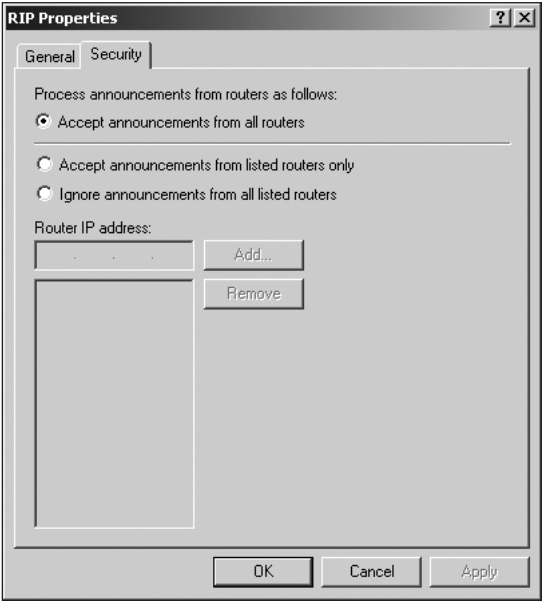 RIP Properties
General Security
Process announcements from routers as follows:
Accept announcements from all routers
Accept announcements from listed routers only
Ignore announcements from all listed routers
Router IP address:
. . . Add...
Remove
OK Cancel Apply